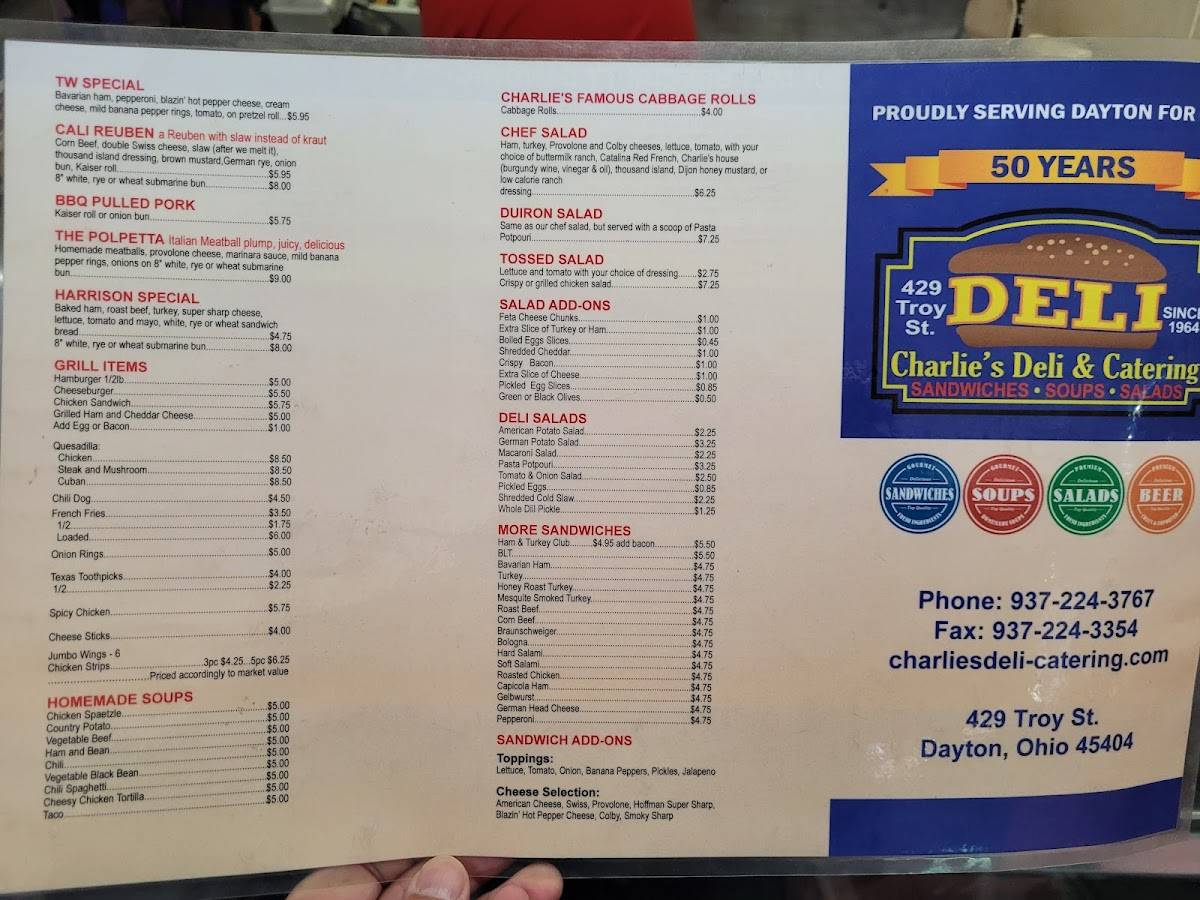 TW SPECIAL
Bavarian ham, pepperoni, blazin' hot pepper cheese, cream
cheese, mild banana pepper rings, tomato, on pretzel roll...$5.95
CALI REUBEN a Reuben with slaw instead of kraut
Corn Beef, double Swiss cheese, slaw (after we melt it),
thousand island dressing, brown mustard,German rye, onion
bun, Kaiser roll...$5.95
8" white, rye or wheat submarine bun...$8.00
BBQ PULLED PORK
Kaiser roll or onion bun...$5.75
THE POLPETTA Italian Meatball plump, juicy, delicious
Homemade meatballs, provolone cheese, marinara sauce, mild banana
pepper rings, onions on 8" white, rye or wheat submarine
bun...$9.00
HARRISON SPECIAL
Baked ham, roast beef, turkey, super sharp cheese,
lettuce, tomato and mayo, white, rye or wheat sandwich
bread...$4.75
8" white, rye or wheat submarine bun...$8.00
GRILL ITEMS
Hamburger 1/2lb...$5.00
Cheeseburger...$5.50
Chicken Sandwich...$5.75
Grilled Ham and Cheddar Cheese...$5.00
Add Egg or Bacon...$1.00
Quesadilla:
Chicken...$8.50
Steak and Mushroom...$8.50
Cuban...$8.50
Chili Dog...$4.50
French Fries...$3.50
1/2...$1.75
Loaded...$6.00
Onion Rings...$5.00
Texas Toothpicks...$4.00
1/2...$2.25
Spicy Chicken...$5.75
Cheese Sticks...$4.00
Jumbo Wings - 6
Chicken Strips...3pc $4.25...5pc $6.25
...Priced accordingly to market value
HOMEMADE SOUPS
Chicken Spaetzle...$5.00
Country Potato...$5.00
Vegetable Beef...$5.00
Ham and Bean...$5.00
Chili...$5.00
Vegetable Black Bean...$5.00
Chili Spaghetti...$5.00
Cheesy Chicken Tortilla...$5.00
Taco...$5.00
CHARLIE'S FAMOUS CABBAGE ROLLS
Cabbage Rolls...$4.00
CHEF SALAD
Ham, turkey, Provolone and Colby cheeses, lettuce, tomato, with your
choice of buttermilk ranch, Catalina Red French, Charlie's house
(burgundy wine, vinegar & oil), thousand island, Dijon honey mustard, or
low calorie ranch
dressing...$6.25
DUIRON SALAD
Same as our chef salad, but served with a scoop of Pasta
Potpouri...$7.25
TOSSED SALAD
Lettuce and tomato with your choice of dressing...$2.75
Crispy or grilled chicken salad...$7.25
SALAD ADD-ONS
Feta Cheese Chunks...$1.00
Extra Slice of Turkey or Ham...$1.00
Boiled Eggs Slices...$0.45
Shredded Cheddar...$1.00
Crispy Bacon...$1.00
Extra Slice of Cheese...$1.00
Pickled Egg Slices...$0.85
Green or Black Olives...$0.50
DELI SALADS
American Potato Salad...$2.25
German Potato Salad...$3.25
Macaroni Salad...$2.25
Pasta Potpouri...$3.25
Tomato & Onion Salad...$2.50
Pickled Eggs...$0.85
Shredded Cold Slaw...$2.25
Whole Dill Pickle...$1.25
MORE SANDWICHES
Ham & Turkey Club...$4.95 add bacon...$5.50
BLT...$5.50
Bavarian Ham...$4.75
Turkey...$4.75
Honey Roast Turkey...$4.75
Mesquite Smoked Turkey...$4.75
Roast Beef...$4.75
Corn Beef...$4.75
Braunschweiger...$4.75
Bologna...$4.75
Hard Salami...$4.75
Soft Salami...$4.75
Roasted Chicken...$4.75
Capicola Ham...$4.75
Gelbwurst...$4.75
German Head Cheese...$4.75
Pepperoni...$4.75
SANDWICH ADD-ONS
Toppings:
Lettuce, Tomato, Onion, Banana Peppers, Pickles, Jalapeno
Cheese Selection:
American Cheese, Swiss, Provolone, Hoffman Super Sharp,
Blazin' Hot Pepper Cheese, Colby, Smoky Sharp
PROUDLY SERVING DAYTON FOR
50 YEARS
429 Troy St.
DELI
SINCE 1964
Charlie's Deli & Catering
SANDWICHES • SOUPS • SALADS
GOURMET Delicious SANDWICHES Top Quality FRESH INGREDIENTS
GOURMET Delicious SOUPS Top Quality HOMEMADE SOUPS
PREMIUM Delicious SALADS Top Quality FRESH INGREDIENTS
PREMIUM BEER
Phone: 937-224-3767
Fax: 937-224-3354
charliesdeli-catering.com
429 Troy St.
Dayton, Ohio 45404